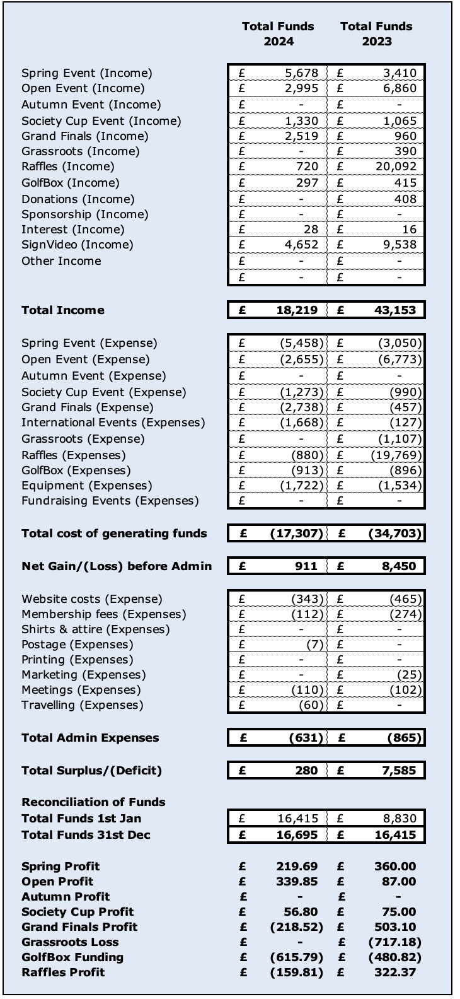 Total Funds Total Funds
2024 2023
Spring Event (Income) £ 5,678 £ 3,410
Open Event (Income) £ 2,995 £ 6,860
Autumn Event (Income) £ - £ -
Society Cup Event (Income) £ 1,330 £ 1,065
Grand Finals (Income) £ 2,519 £ 960
Grassroots (Income) £ - £ 390
Raffles (Income) £ 720 £ 20,092
GolfBox (Income) £ 297 £ 415
Donations (Income) £ - £ 408
Sponsorship (Income) £ - £ -
Interest (Income) £ 28 £ 16
SignVideo (Income) £ 4,652 £ 9,538
Other Income £ - £ -
£ - £ -
Total Income £ 18,219 £ 43,153
Spring Event (Expense) £ (5,458) £ (3,050)
Open Event (Expense) £ (2,655) £ (6,773)
Autumn Event (Expense) £ - £ -
Society Cup Event (Expense) £ (1,273) £ (990)
Grand Finals (Expense) £ (2,738) £ (457)
International Events (Expenses) £ (1,668) £ (127)
Grassroots (Expense) £ - £ (1,107)
Raffles (Expenses) £ (880) £ (19,769)
GolfBox (Expenses) £ (913) £ (896)
Equipment (Expenses) £ (1,722) £ (1,534)
Fundraising Events (Expenses) £ - £ -
Total cost of generating funds £ (17,307) £ (34,703)
Net Gain/(Loss) before Admin £ 911 £ 8,450
Website costs (Expense) £ (343) £ (465)
Membership fees (Expenses) £ (112) £ (274)
Shirts & attire (Expenses) £ - £ -
Postage (Expenses) £ (7) £ -
Printing (Expenses) £ - £ -
Marketing (Expenses) £ - £ (25)
Meetings (Expenses) £ (110) £ (102)
Travelling (Expenses) £ (60) £ -
Total Admin Expenses £ (631) £ (865)
Total Surplus/(Deficit) £ 280 £ 7,585
Reconciliation of Funds
Total Funds 1st Jan £ 16,415 £ 8,830
Total Funds 31st Dec £ 16,695 £ 16,415
Spring Profit £ 219.69 £ 360.00
Open Profit £ 339.85 £ 87.00
Autumn Profit £ - £ -
Society Cup Profit £ 56.80 £ 75.00
Grand Finals Profit £ (218.52) £ 503.10
Grassroots Loss £ - £ (717.18)
GolfBox Funding £ (615.79) £ (480.82)
Raffles Profit £ (159.81) £ 322.37